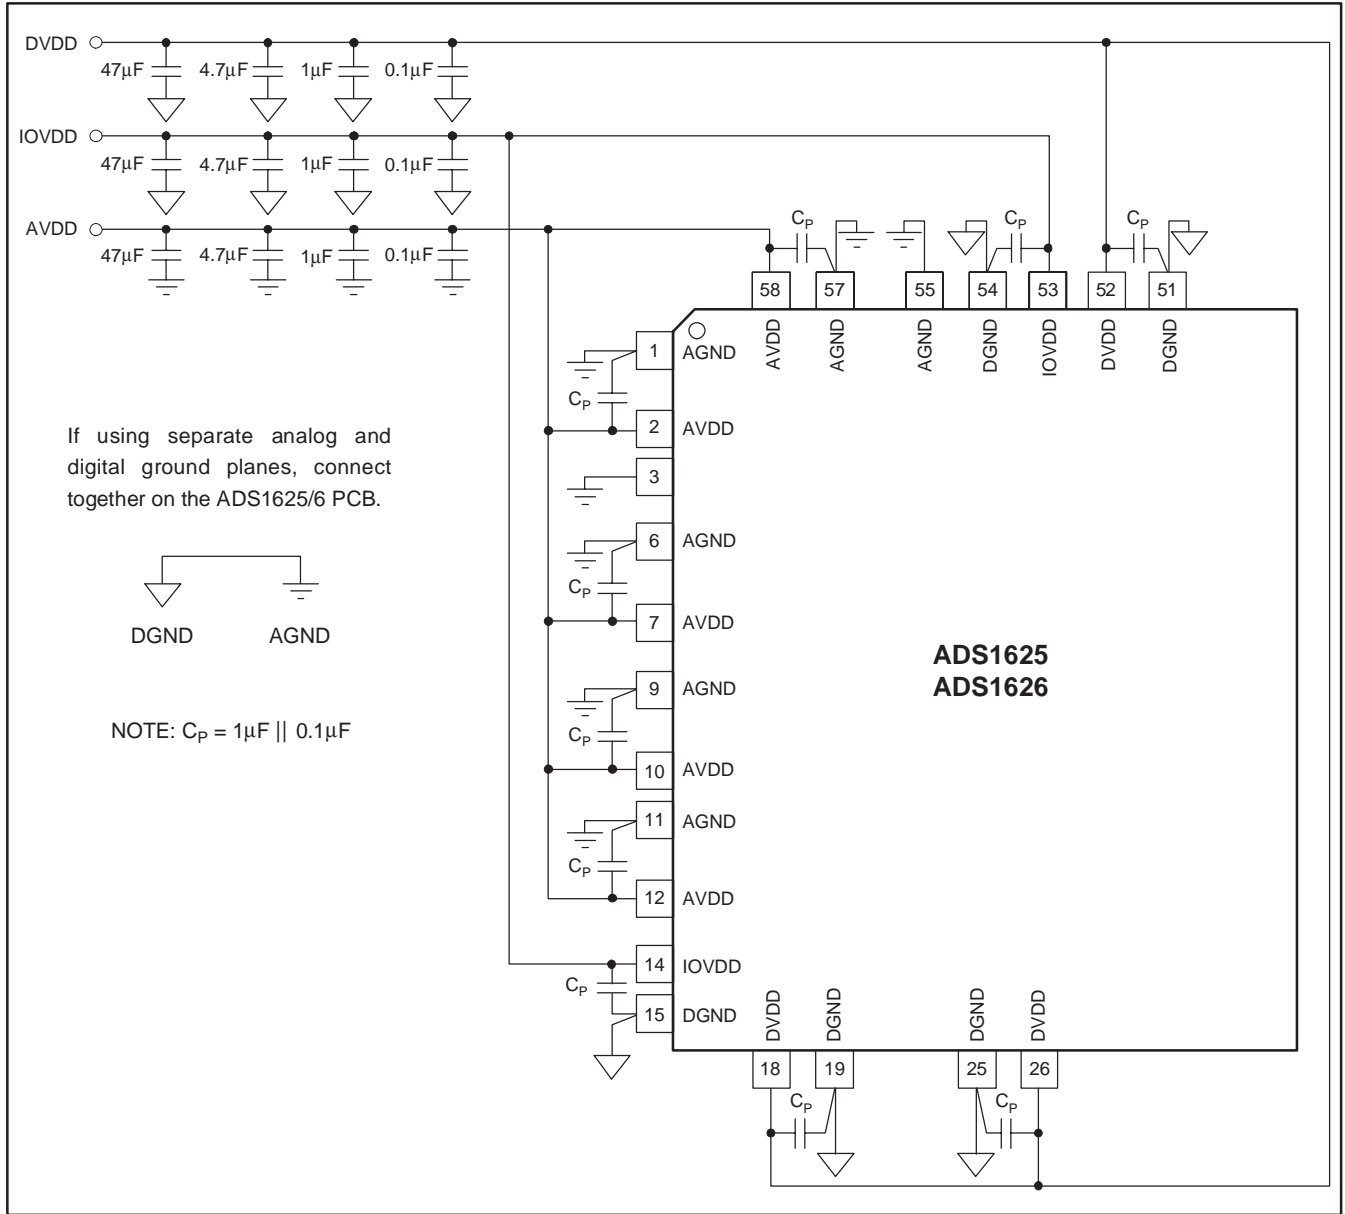 DVDD
47μF 4.7μF 1μF 0.1μF
IOVDD
47μF 4.7μF 1μF 0.1μF
AVDD
47μF 4.7μF 1μF 0.1μF
CP CP CP
58 57 55 54 53 52 51
AVDD AGND AGND DGND IOVDD DVDD DGND
1 AGND
CP
2 AVDD
3
6 AGND
CP
7 AVDD
9 AGND
CP
10 AVDD
11 AGND
CP
12 AVDD
14 IOVDD
CP
15 DGND
If using separate analog and
digital ground planes, connect
together on the ADS1625/6 PCB.
DGND AGND
NOTE: CP = 1μF || 0.1μF
ADS1625
ADS1626
DVDD DGND DGND DVDD
18 19 25 26
CP CP